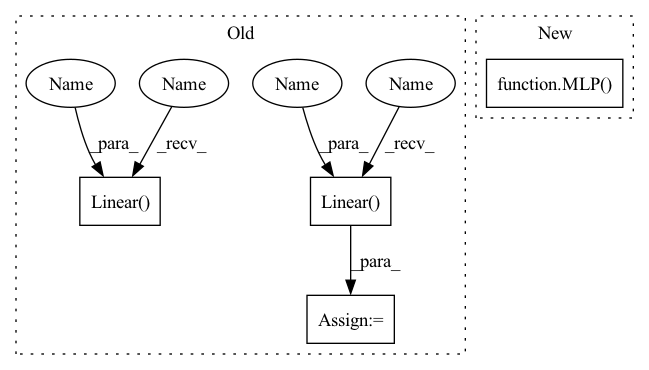 Old
New
Name
Name
Name
Name
function.MLP()
_para_
_recv_
_para_
_recv_
Linear()
Linear()
_para_
Assign:=